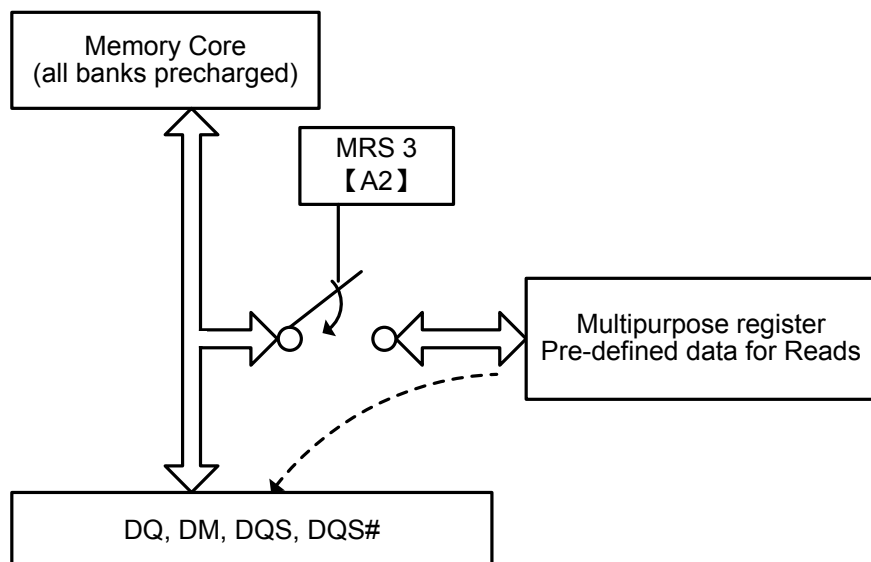 Memory Core
(all banks precharged)
MRS 3
【A2】
Multipurpose register
Pre-defined data for Reads
DQ, DM, DQS, DQS#